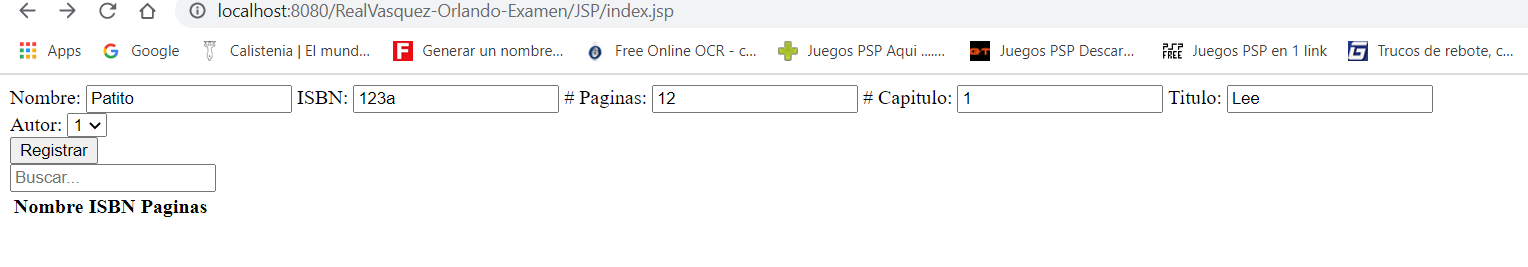 localhost:8080/RealVasquez-Orlando-Examen/JSP/index.jsp
Apps Google Calistenia | El mund... Generar un nombre... Free Online OCR - c... Juegos PSP Aqui ....... Juegos PSP Descar... Juegos PSP en 1 link Trucos de rebote, c...
Nombre: Patito ISBN: 123a # Paginas: 12 # Capitulo: 1 Titulo: Lee
Autor: 1
Registrar
Buscar...
Nombre ISBN Paginas